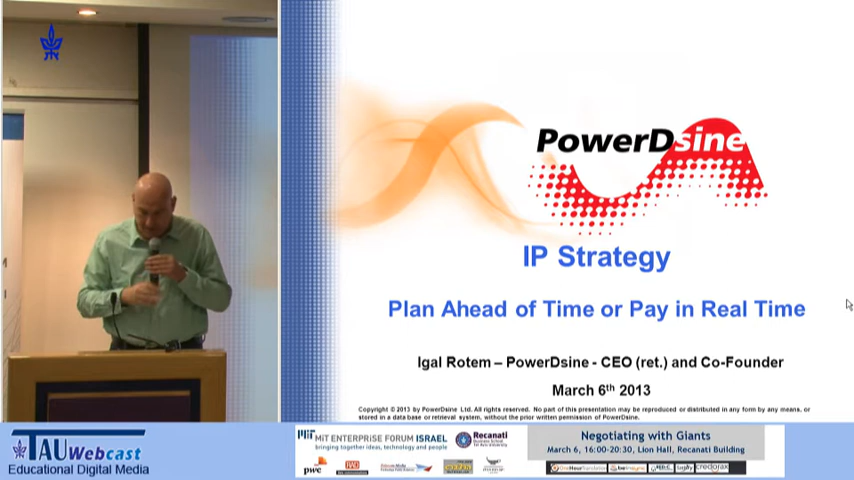 PowerDsine
IP Strategy
Plan Ahead of Time or Pay in Real Time
Igal Rotem – PowerDsine - CEO (ret.) and Co-Founder
March 6th 2013
Copyright © 2013 by PowerDsine Ltd. All rights reserved. No part of this presentation may be reproduced or distributed in any form by any means, or
stored in a data base or retrieval system, without the prior written permission of PowerDsine.
TAU Webcast
Educational Digital Media
MIT ENTERPRISE FORUM ISRAEL
bringing together ideas, technology and people
Recanati
pwc
Negotiating with Giants
March 6, 16:00-20:30, Lion Hall, Recanati Building
credorax